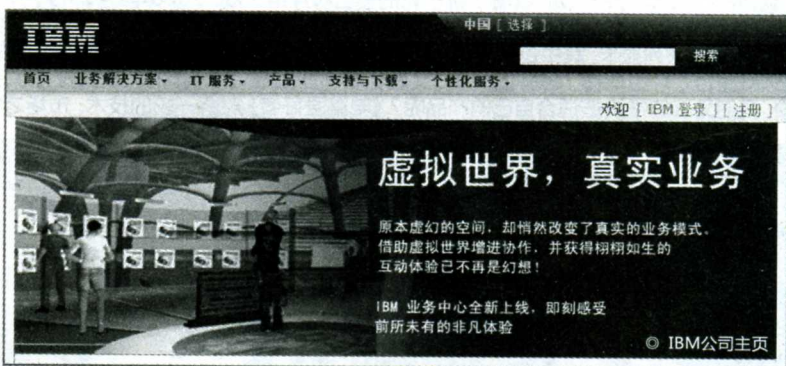 IBM
中国 [ 选择 ]
搜索
首页 业务解决方案 IT 服务 产品 支持与下载 个性化服务
欢迎 [ IBM 登录 ] [ 注册 ]
虚拟世界，真实业务
原本虚幻的空间，却悄然改变了真实的业务模式。
借助虚拟世界增进协作，并获得栩栩如生的
互动体验已不再是幻想！
IBM 业务中心全新上线，即刻感受
前所未有的非凡体验
◎ IBM公司主页